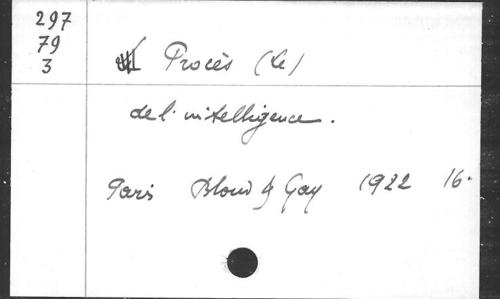 297
79
3
Procès (Le)
de l'intelligence.
Paris Bloud & Gay 1922 16°